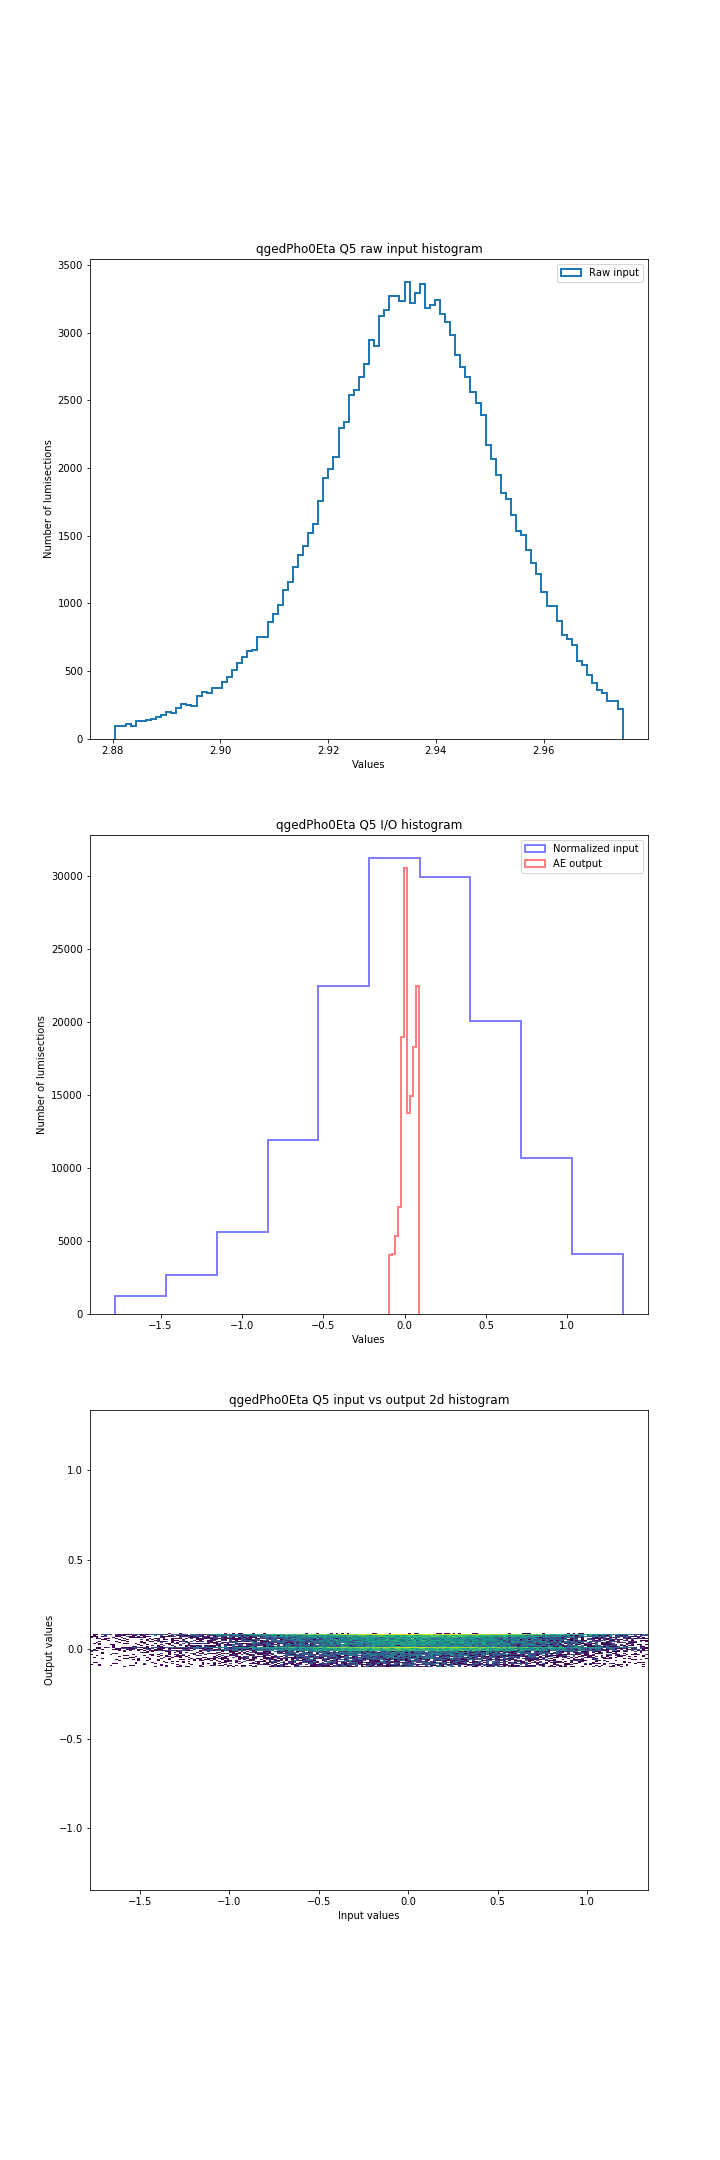 qgedPho0Eta Q5 raw input histogram
Raw input
3500
3000
2500
2000
1500
1000
500
0
Number of lumisections
2.88 2.90 2.92 2.94 2.96
Values
qgedPho0Eta Q5 I/O histogram
Normalized input
AE output
30000
25000
20000
15000
10000
5000
0
Number of lumisections
−1.5 −1.0 −0.5 0.0 0.5 1.0
Values
qgedPho0Eta Q5 input vs output 2d histogram
1.0
0.5
0.0
−0.5
−1.0
Output values
−1.5 −1.0 −0.5 0.0 0.5 1.0
Input values